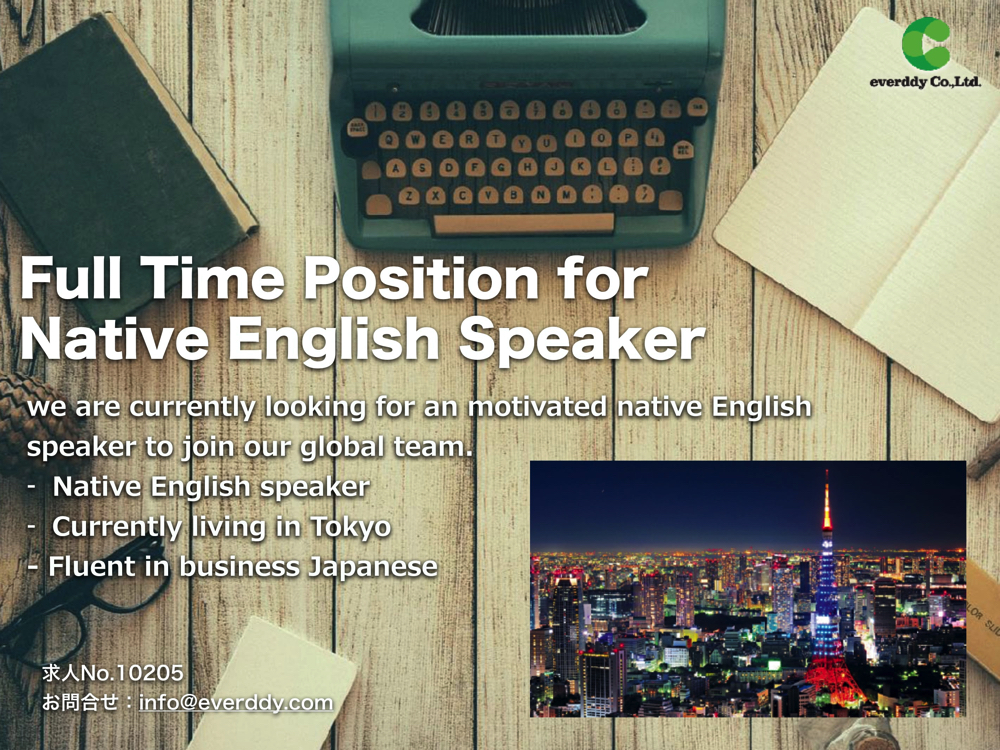 everddy Co.,Ltd.
Q W E R T Y U I O P
A S D F G H J K L
Z X C V B N M
Full Time Position for
Native English Speaker
we are currently looking for an motivated native English
speaker to join our global team.
- Native English speaker
- Currently living in Tokyo
- Fluent in business Japanese
求人No.10205
お問合せ：info@everddy.com